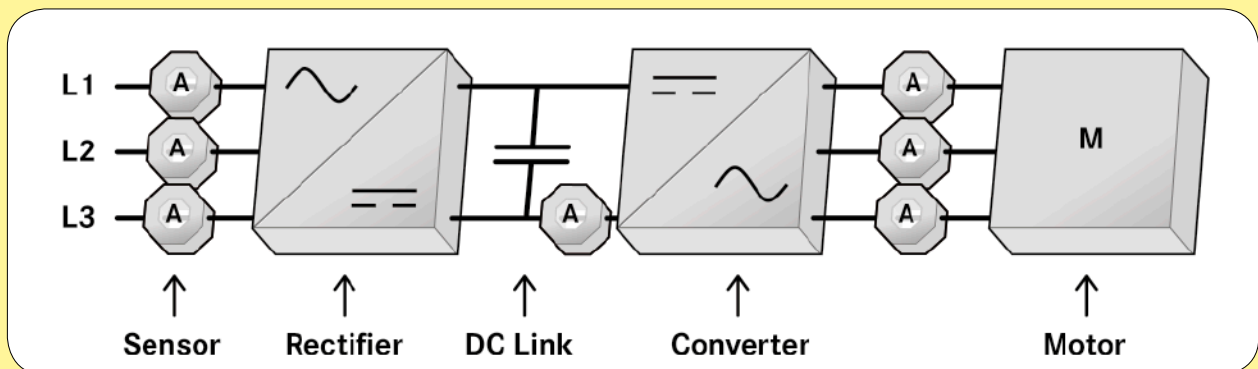 L1 A A
L2 A A M
L3 A A A
Sensor Rectifier DC Link Converter Motor